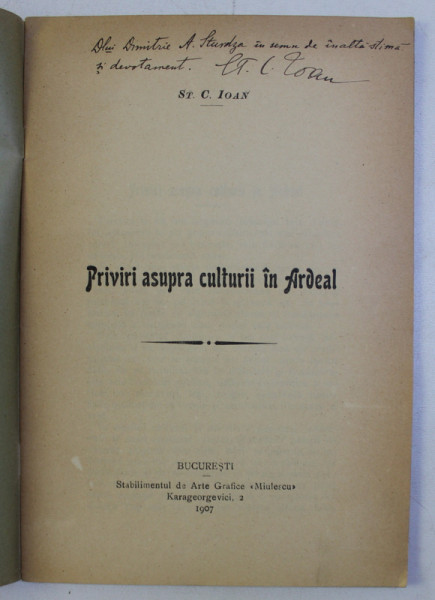 Dlui Dimitrie A. Sturdza în semn de înaltă stimă
și devotament. St. C. Ioan
St. C. Ioan
Priviri asupra culturii în Ardeal
BUCUREȘTI
Stabilimentul de Arte Grafice «Miulercu»
Karageorgevici, 2
1907